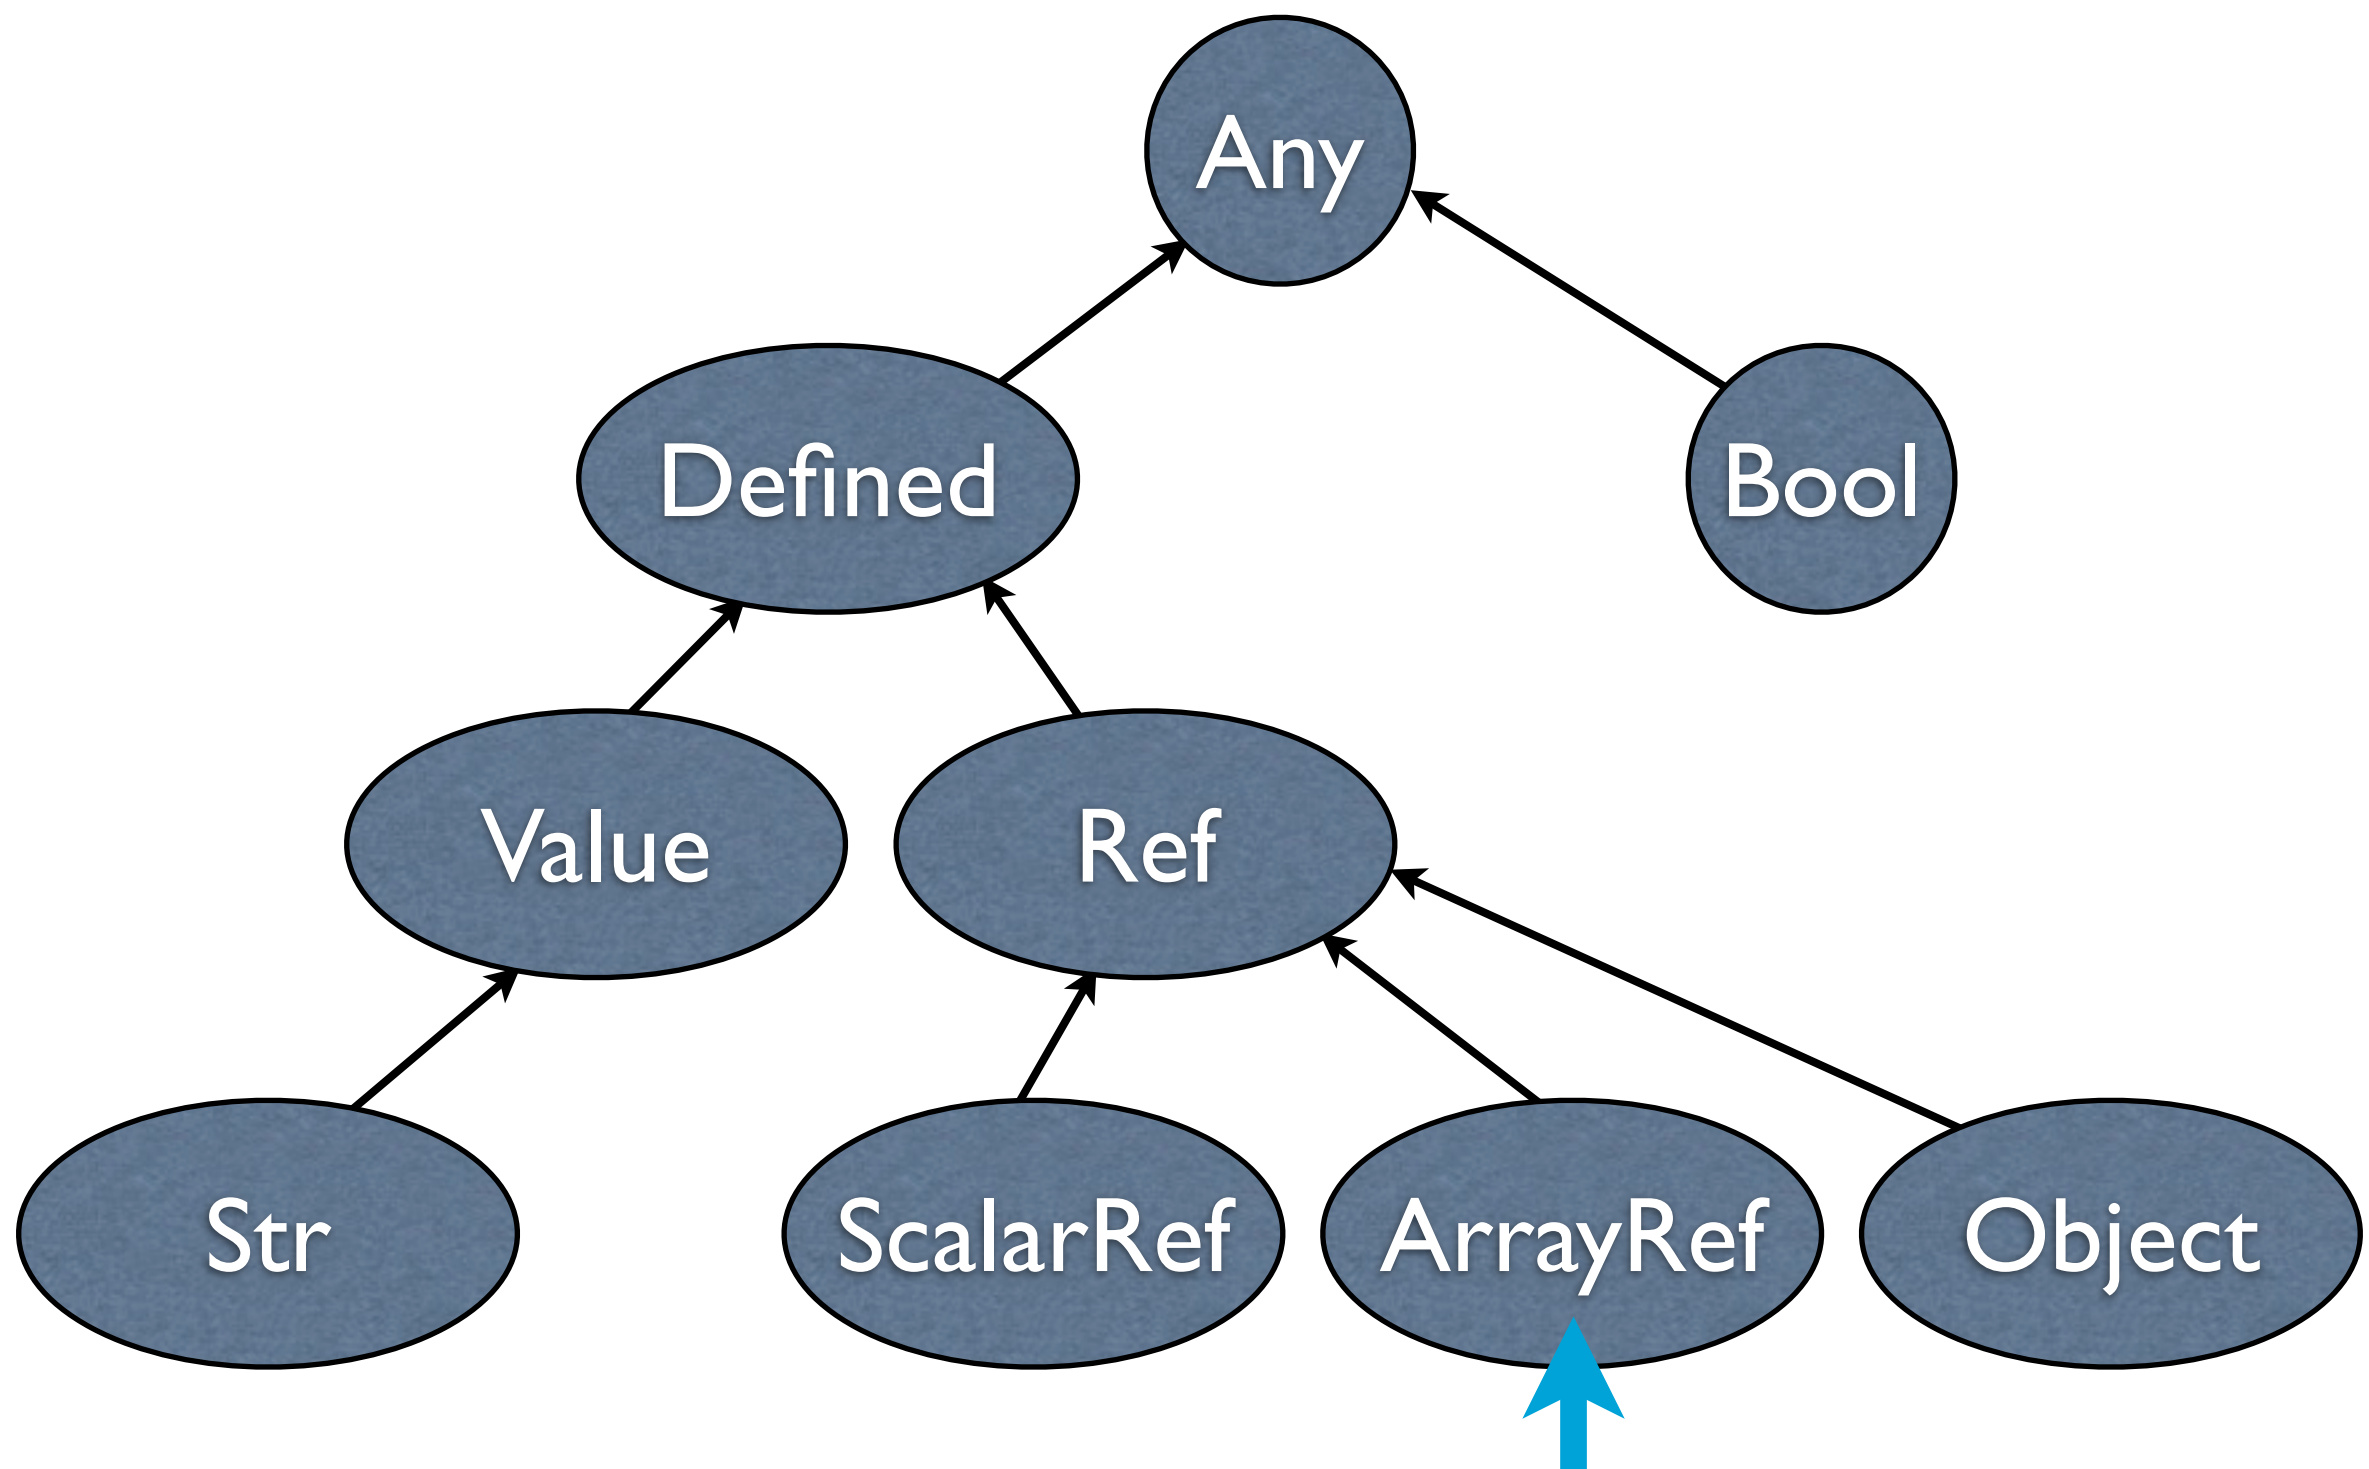 Any
Defined
Bool
Value
Ref
Str
ScalarRef
ArrayRef
Object